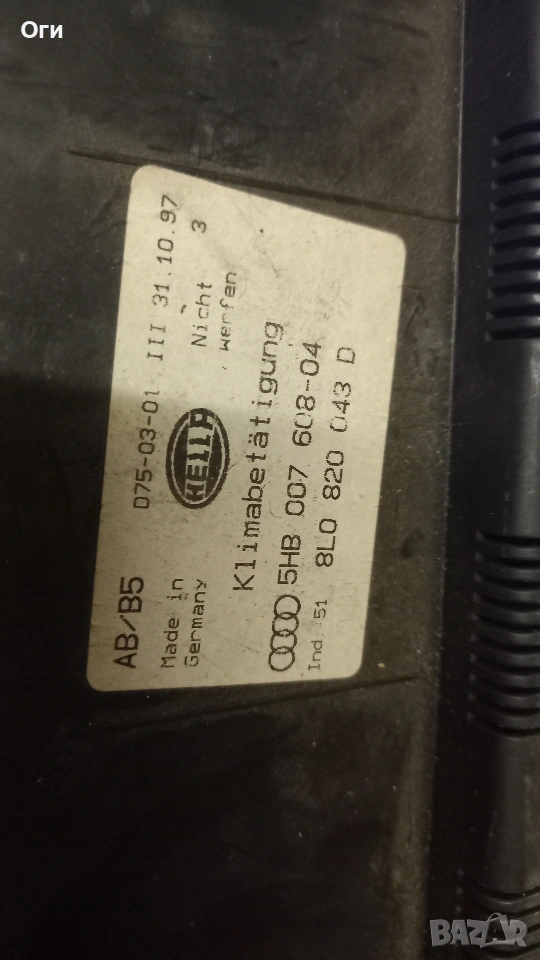 Оги
AB/B5 D75-03-01 III 31.10.97
Made in Germany
HELLA
Nicht 3
werfen
Klimabetätigung
5HB 007 608-04
Ind. 51 8L0 820 043 D
BAZAR